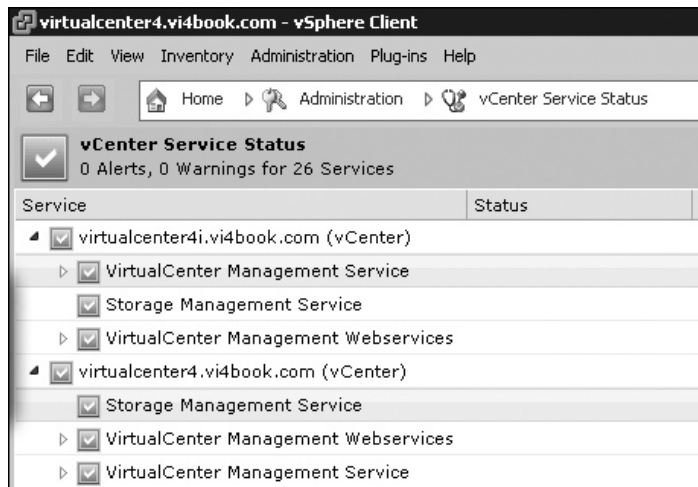 virtualcenter4.vi4book.com - vSphere Client
File Edit View Inventory Administration Plug-ins Help
Home Administration vCenter Service Status
vCenter Service Status
0 Alerts, 0 Warnings for 26 Services
Service Status
virtualcenter4i.vi4book.com (vCenter)
VirtualCenter Management Service
Storage Management Service
VirtualCenter Management Webservices
virtualcenter4.vi4book.com (vCenter)
Storage Management Service
VirtualCenter Management Webservices
VirtualCenter Management Service